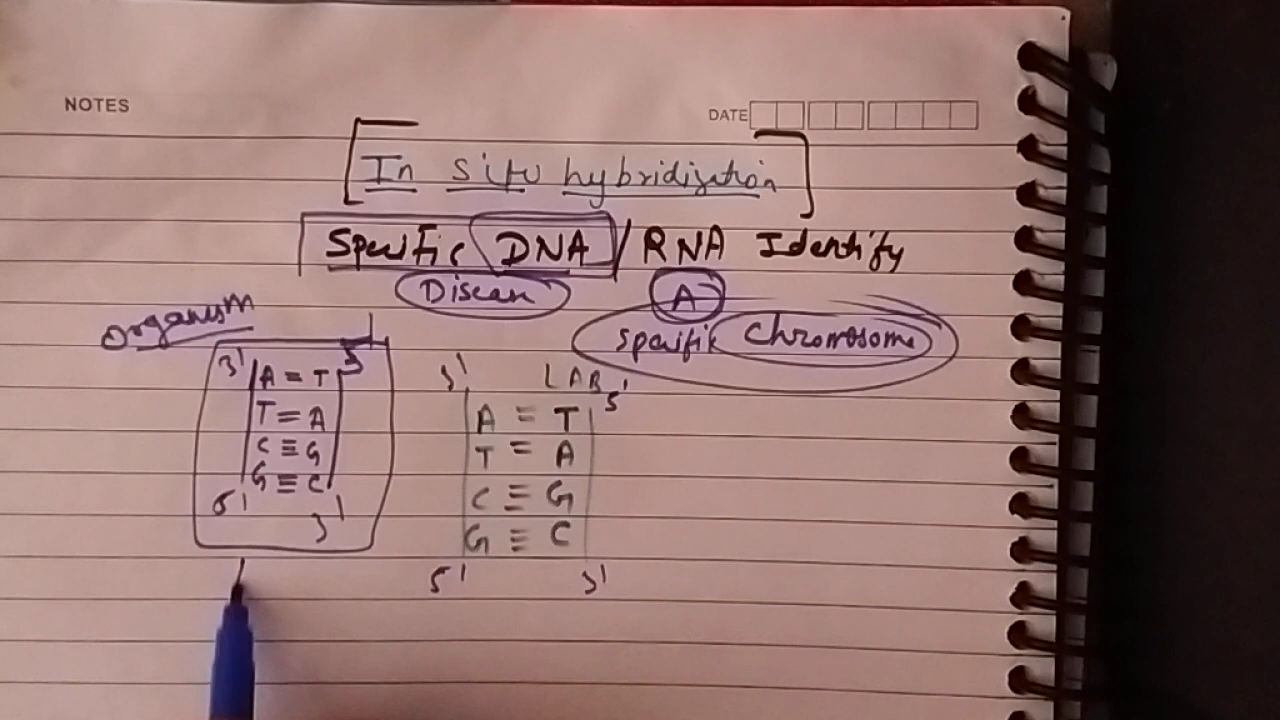 NOTES
DATE
In situ hybridization
Specific DNA / RNA Identify
Disease
A
Organism
Specific Chromosome
3' 5'
A = T
T = A
C ≡ G
G ≡ C
5' 3'
LAB
3' 5'
A = T
T = A
C ≡ G
G ≡ C
5' 3'